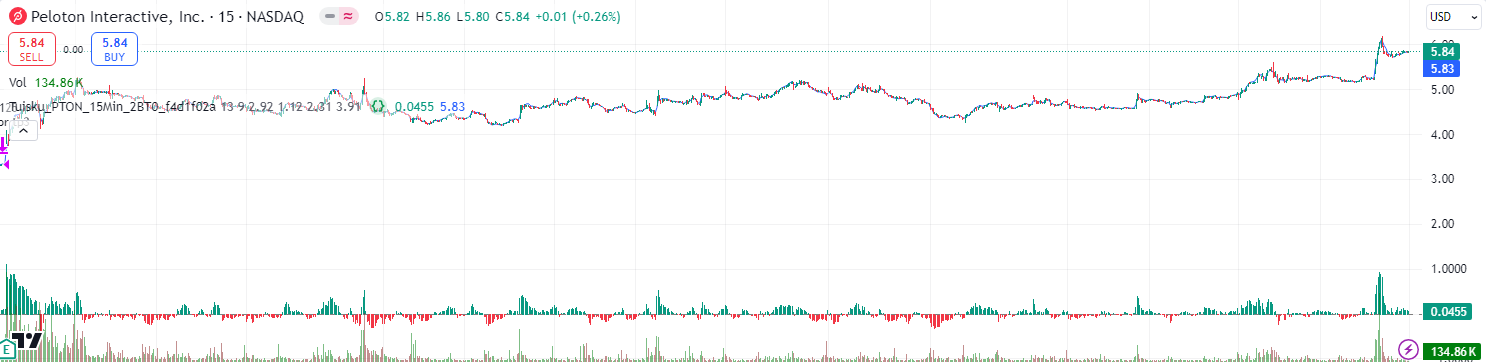 Peloton Interactive, Inc. · 15 · NASDAQ O5.82 H5.86 L5.80 C5.84 +0.01 (+0.26%)
USD
5.84
SELL
0.00
5.84
BUY
Vol 134.86K
Tuisku_PTON_15Min_2BT0_f4d1f02a 13 9 2.92 1.12 2.31 3.91 0.0455 5.83
6.00
5.84
5.83
5.00
4.00
3.00
2.00
1.0000
0.0455
134.86K
E